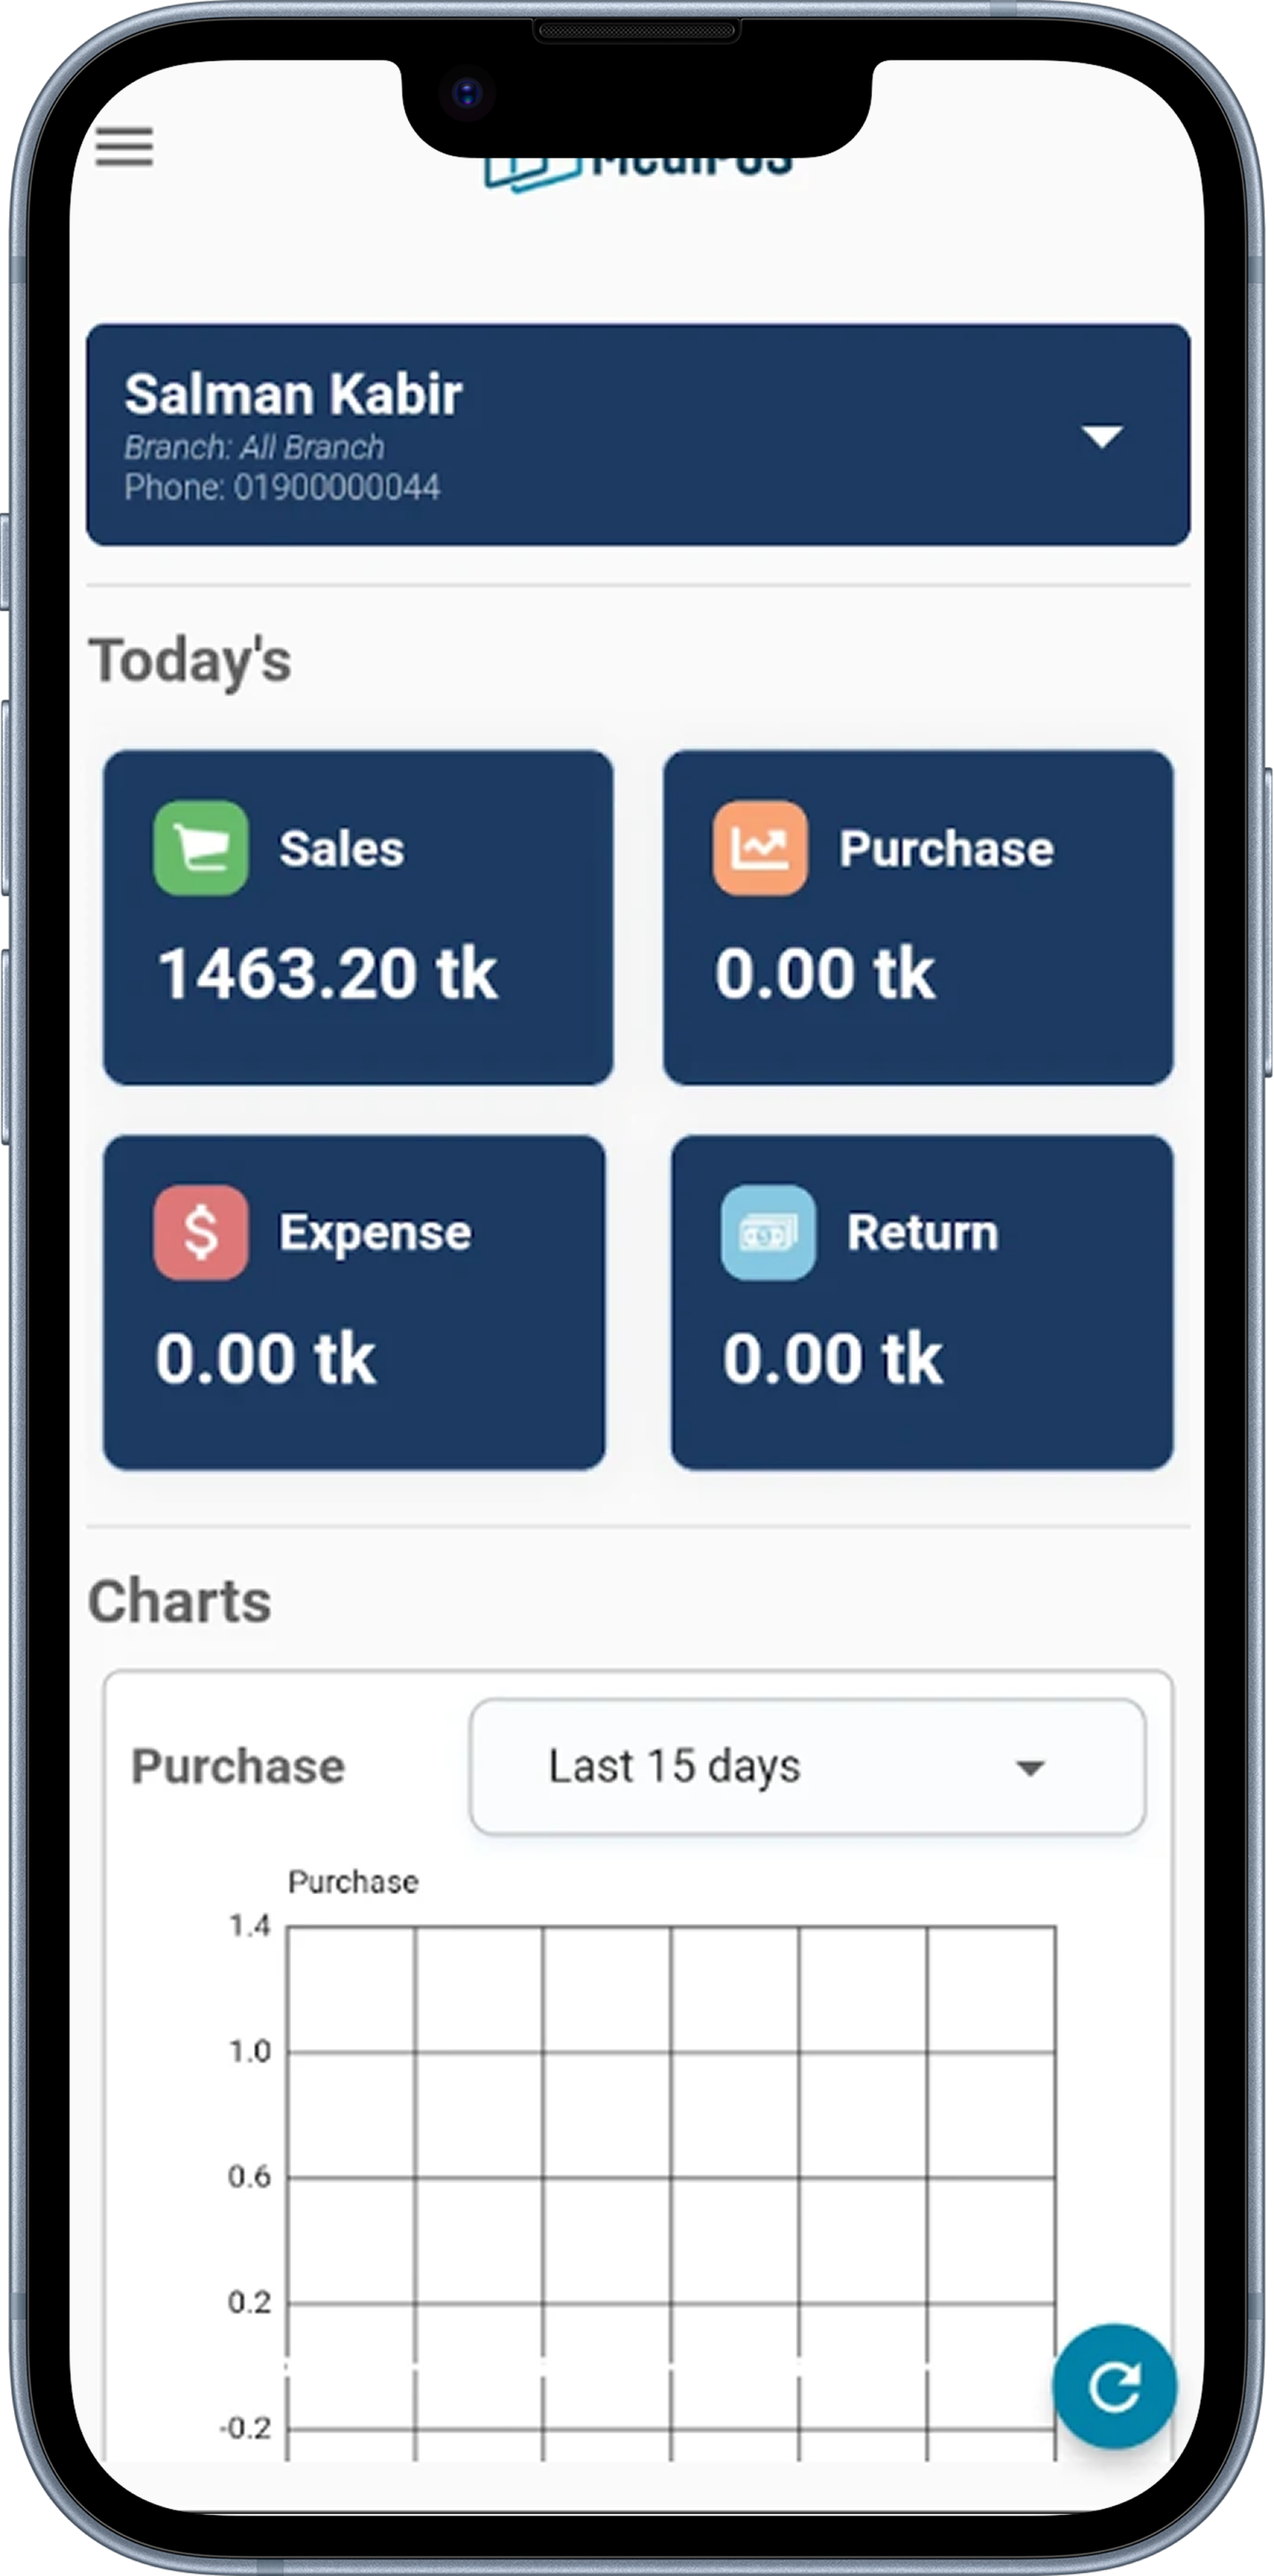 MediPOS
Salman Kabir
Branch: All Branch
Phone: 01900000044
Today's
Sales
1463.20 tk
Purchase
0.00 tk
Expense
0.00 tk
Return
0.00 tk
Charts
Purchase
Last 15 days
Purchase
1.4
1.0
0.6
0.2
-0.2